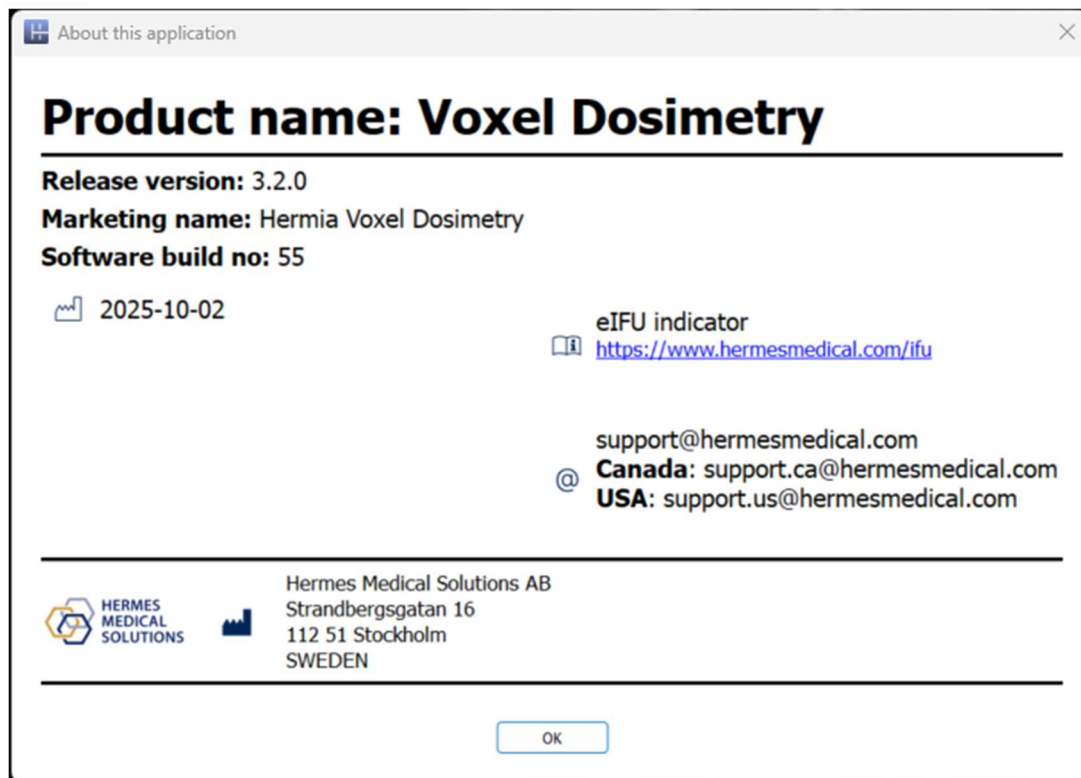 About this application
Product name: Voxel Dosimetry
Release version: 3.2.0
Marketing name: Hermia Voxel Dosimetry
Software build no: 55
2025-10-02
eIFU indicator
https://www.hermesmedical.com/ifu
support@hermesmedical.com
@ Canada: support.ca@hermesmedical.com
USA: support.us@hermesmedical.com
HERMES
MEDICAL
SOLUTIONS
Hermes Medical Solutions AB
Strandbergsgatan 16
112 51 Stockholm
SWEDEN
OK